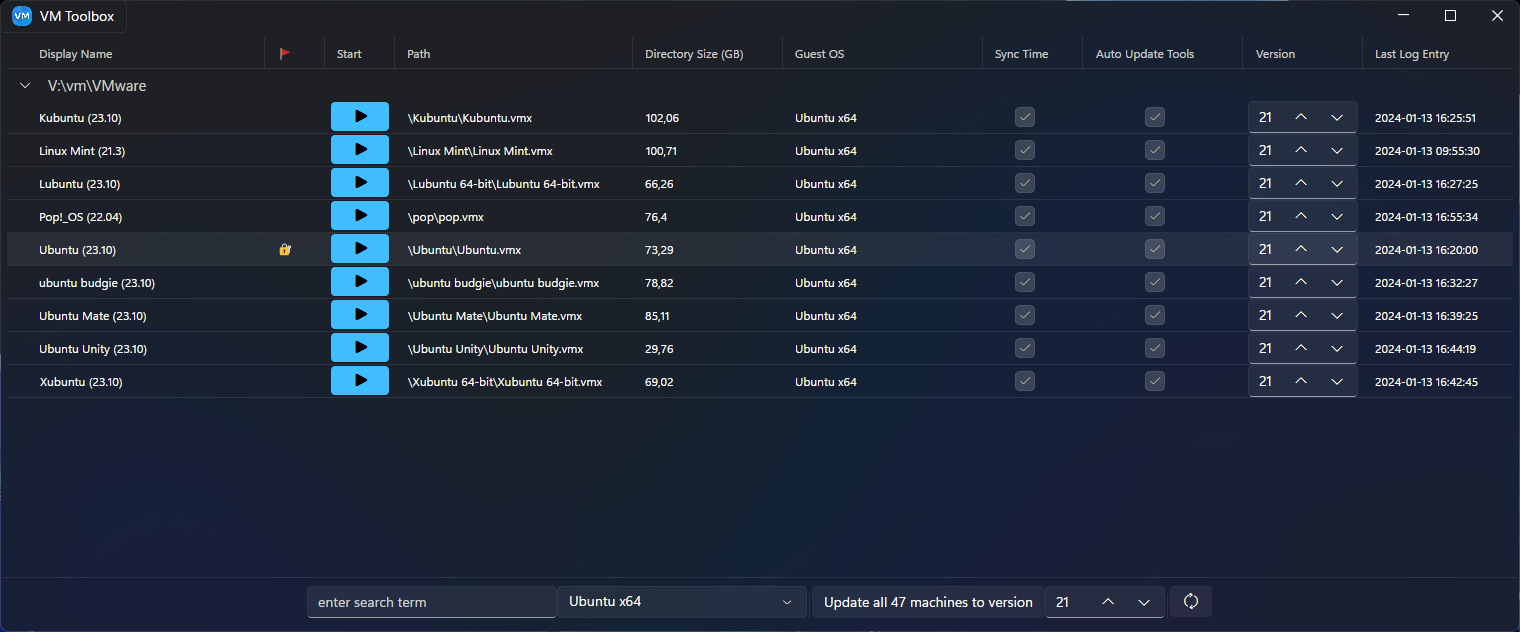 VM VM Toolbox
Display Name Start Path Directory Size (GB) Guest OS Sync Time Auto Update Tools Version Last Log Entry
V:\vm\VMware
Kubuntu (23.10) \Kubuntu\Kubuntu.vmx 102,06 Ubuntu x64 21 2024-01-13 16:25:51
Linux Mint (21.3) \Linux Mint\Linux Mint.vmx 100,71 Ubuntu x64 21 2024-01-13 09:55:30
Lubuntu (23.10) \Lubuntu 64-bit\Lubuntu 64-bit.vmx 66,26 Ubuntu x64 21 2024-01-13 16:27:25
Pop!_OS (22.04) \pop\pop.vmx 76,4 Ubuntu x64 21 2024-01-13 16:55:34
Ubuntu (23.10) \Ubuntu\Ubuntu.vmx 73,29 Ubuntu x64 21 2024-01-13 16:20:00
ubuntu budgie (23.10) \ubuntu budgie\ubuntu budgie.vmx 78,82 Ubuntu x64 21 2024-01-13 16:32:27
Ubuntu Mate (23.10) \Ubuntu Mate\Ubuntu Mate.vmx 85,11 Ubuntu x64 21 2024-01-13 16:39:25
Ubuntu Unity (23.10) \Ubuntu Unity\Ubuntu Unity.vmx 29,76 Ubuntu x64 21 2024-01-13 16:44:19
Xubuntu (23.10) \Xubuntu 64-bit\Xubuntu 64-bit.vmx 69,02 Ubuntu x64 21 2024-01-13 16:42:45
enter search term Ubuntu x64 Update all 47 machines to version 21